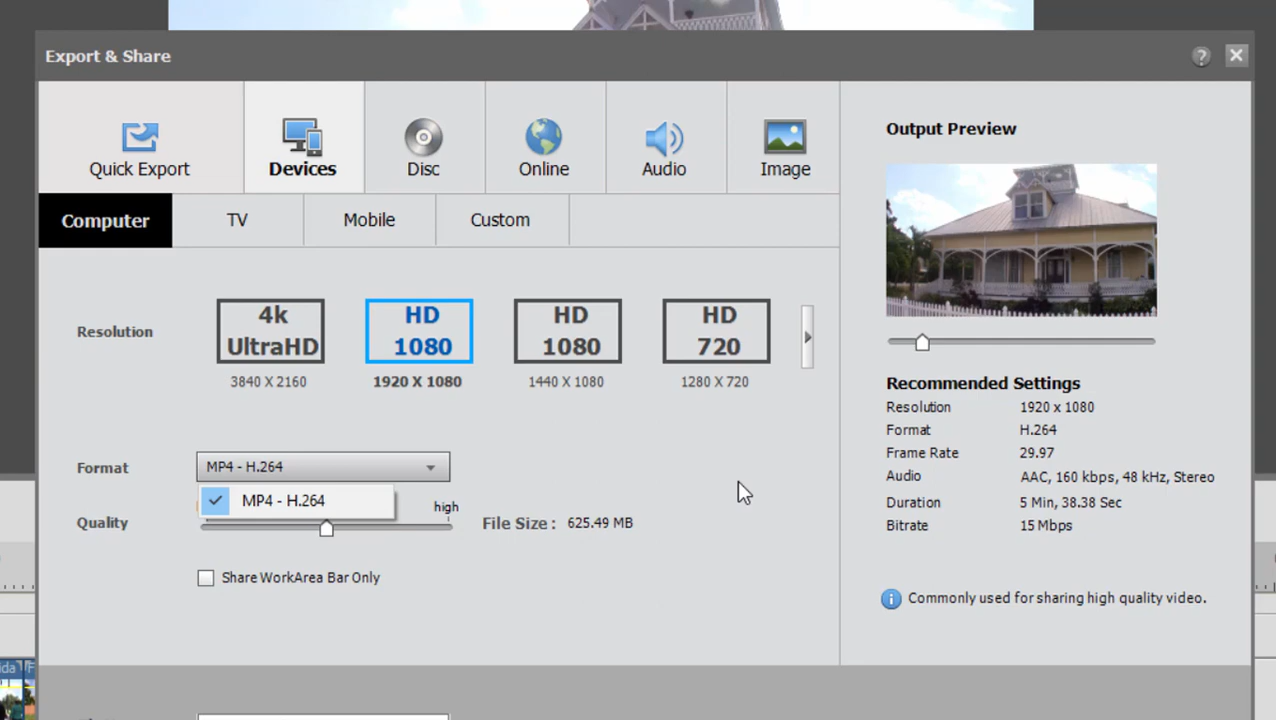 Export & Share
?
Quick Export
Devices
Disc
Online
Audio
Image
Computer
TV
Mobile
Custom
Resolution
4k
UltraHD
3840 X 2160
HD
1080
1920 X 1080
HD
1080
1440 X 1080
HD
720
1280 X 720
Format
MP4 - H.264
MP4 - H.264
Quality
high
File Size : 625.49 MB
Share WorkArea Bar Only
Output Preview
Recommended Settings
Resolution 1920 x 1080
Format H.264
Frame Rate 29.97
Audio AAC, 160 kbps, 48 kHz, Stereo
Duration 5 Min, 38.38 Sec
Bitrate 15 Mbps
Commonly used for sharing high quality video.